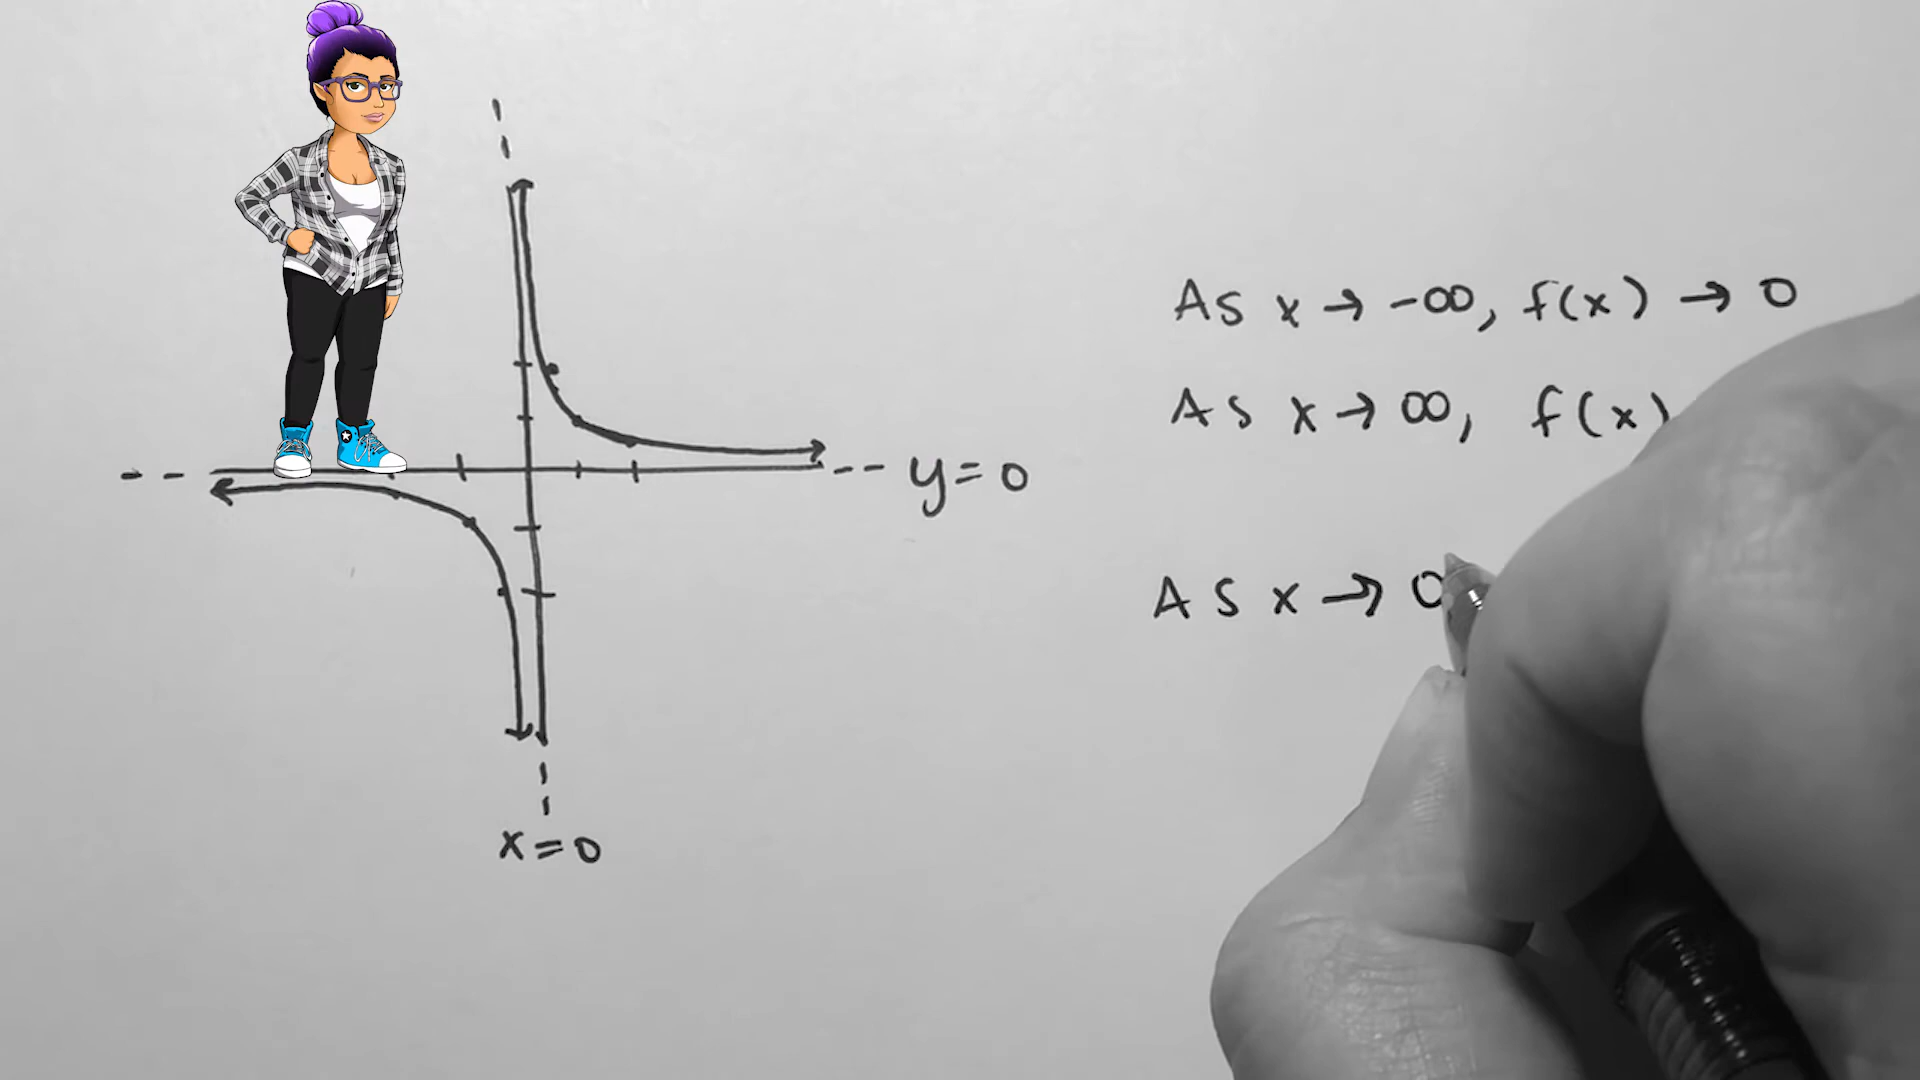 As x → -∞, f(x) → 0
As x → ∞, f(x)
y = 0
As x → 0
x = 0